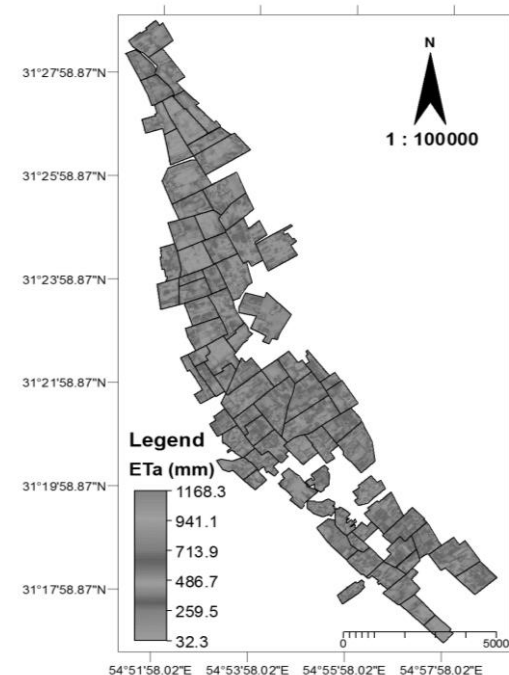 N
1 : 100000
31°27'58.87"N
31°25'58.87"N
31°23'58.87"N
31°21'58.87"N
31°19'58.87"N
31°17'58.87"N
Legend
ETa (mm)
1168.3
941.1
713.9
486.7
259.5
32.3
0 5000
54°51'58.02"E 54°53'58.02"E 54°55'58.02"E 54°57'58.02"E